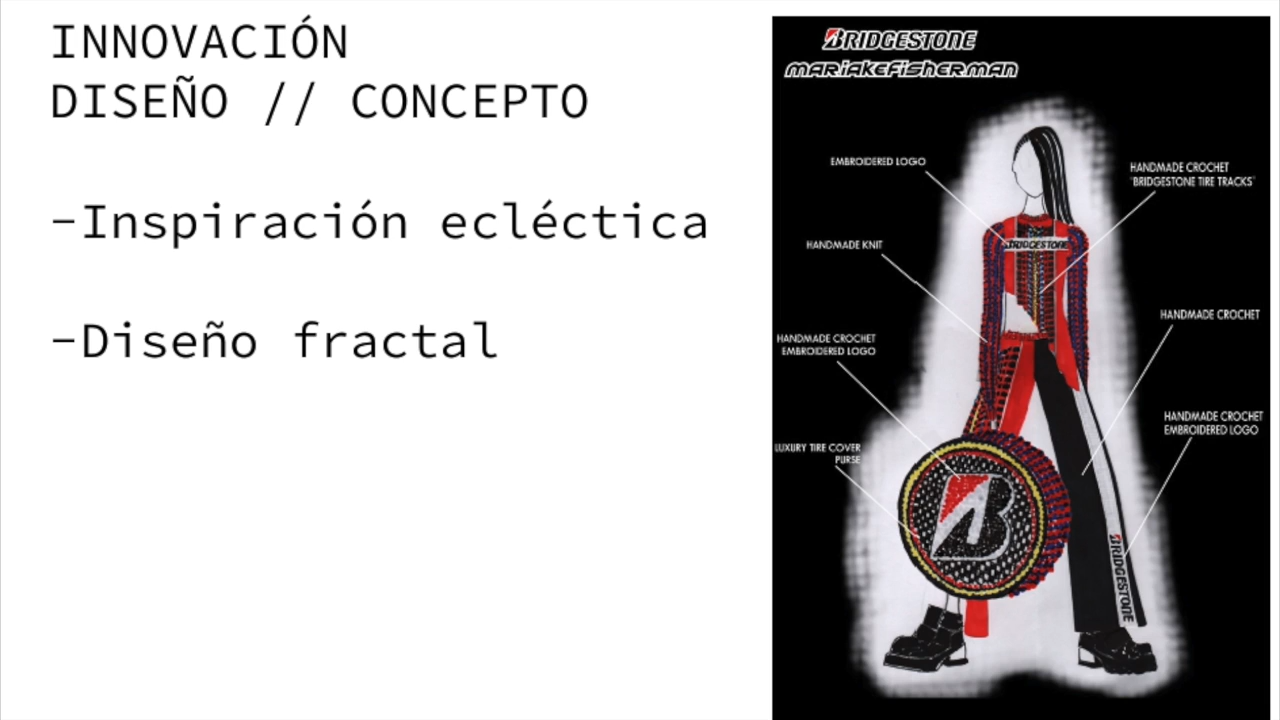 INNOVACIÓN
DISEÑO // CONCEPTO
-Inspiración ecléctica
-Diseño fractal
BRIDGESTONE
MARIAKEFISHERMAN
EMBROIDERED LOGO
HANDMADE CROCHET
"BRIDGESTONE TIRE TRACKS"
BRIDGESTONE
HANDMADE KNIT
HANDMADE CROCHET
HANDMADE CROCHET
EMBROIDERED LOGO
HANDMADE CROCHET
EMBROIDERED LOGO
LUXURY TIRE COVER
PURSE
B
BRIDGESTONE